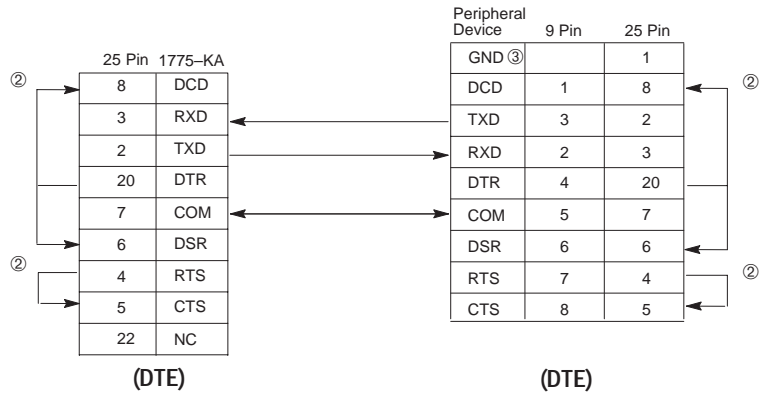 25 Pin 1775–KA
② 8 DCD
3 RXD
2 TXD
20 DTR
7 COM
6 DSR
② 4 RTS
5 CTS
22 NC
(DTE)
Peripheral
Device 9 Pin 25 Pin
GND ③ 1
DCD 1 8 ②
TXD 3 2
RXD 2 3
DTR 4 20
COM 5 7
DSR 6 6
RTS 7 4 ②
CTS 8 5
(DTE)